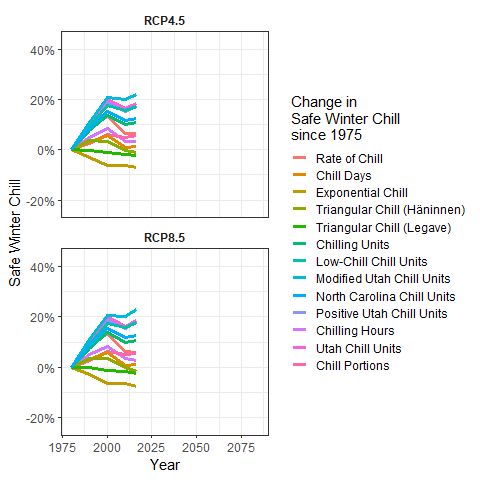 RCP4.5
40%
20%
0%
-20%
RCP8.5
40%
20%
0%
-20%
1975 2000 2025 2050 2075
Year
Safe Winter Chill
Change in
Safe Winter Chill
since 1975
Rate of Chill
Chill Days
Exponential Chill
Triangular Chill (Häninnen)
Triangular Chill (Legave)
Chilling Units
Low-Chill Chill Units
Modified Utah Chill Units
North Carolina Chill Units
Positive Utah Chill Units
Chilling Hours
Utah Chill Units
Chill Portions